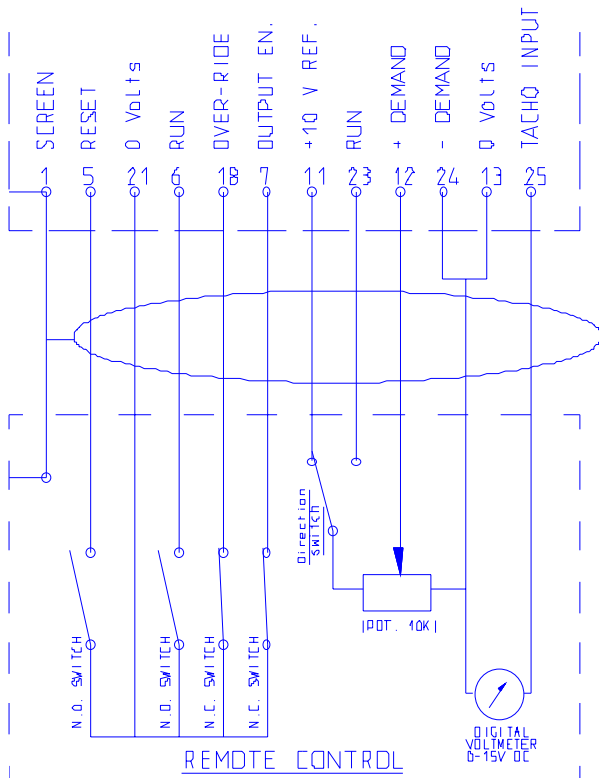 SCREEN
RESET
0 Volts
RUN
OVER-RIDE
OUTPUT EN.
+10 V REF.
RUN
+ DEMAND
- DEMAND
0 Volts
TACHO INPUT
1 5 21 6 18 7 11 23 12 24 13 25
Direction
SWITCH
N.O. SWITCH
N.O. SWITCH
N.C. SWITCH
N.C. SWITCH
POT. 10K
DIGITAL
VOLTMETER
0-15V DC
REMOTE CONTROL